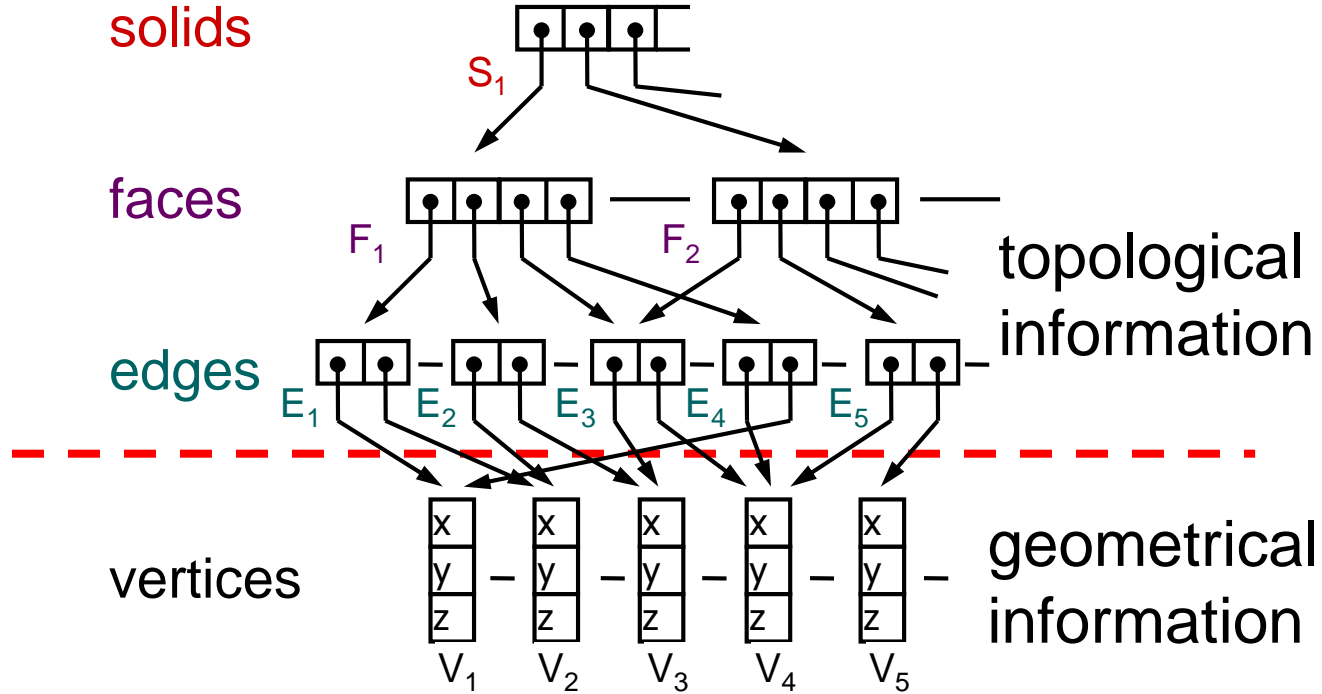 solids
S₁
faces
F₁ F₂
topological
information
edges
E₁ E₂ E₃ E₄ E₅
x x x x x
geometrical
vertices
y y y y y
information
z z z z z
V₁ V₂ V₃ V₄ V₅